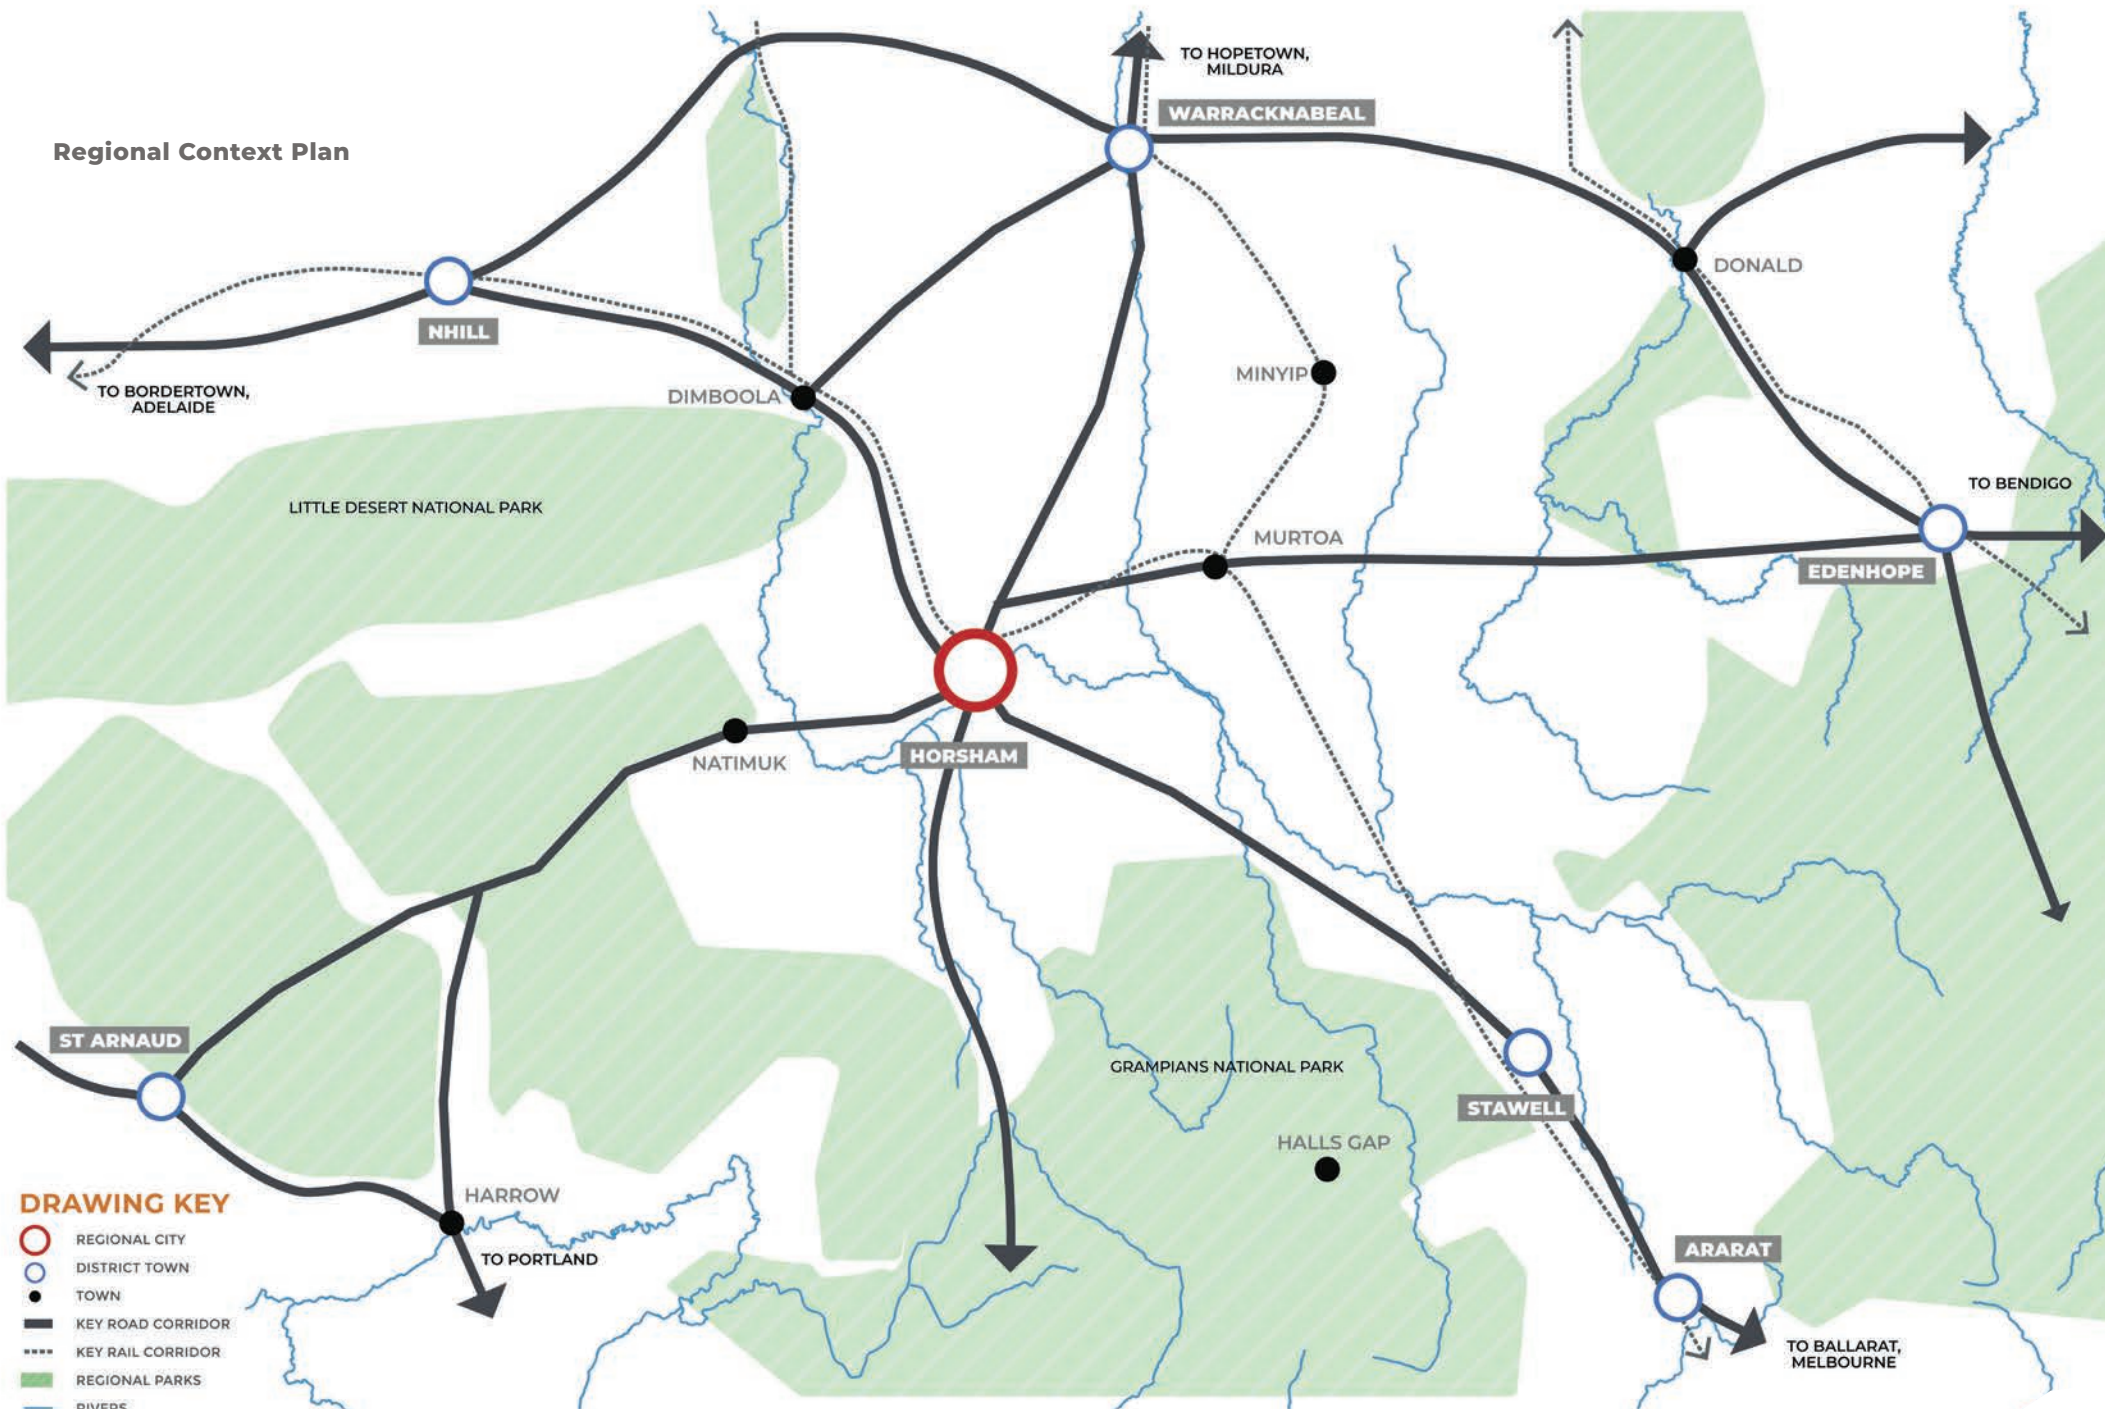 TO HOPETOWN,
MILDURA
WARRACKNABEAL
Regional Context Plan
DONALD
NHILL
TO BORDERTOWN,
ADELAIDE
MINYIP
DIMBOOLA
LITTLE DESERT NATIONAL PARK
TO BENDIGO
MURTOA
EDENHOPE
HORSHAM
NATIMUK
ST ARNAUD
GRAMPIANS NATIONAL PARK
STAWELL
HALLS GAP
HARROW
TO PORTLAND
ARARAT
TO BALLARAT,
MELBOURNE
DRAWING KEY
REGIONAL CITY
DISTRICT TOWN
TOWN
KEY ROAD CORRIDOR
KEY RAIL CORRIDOR
REGIONAL PARKS
RIVERS